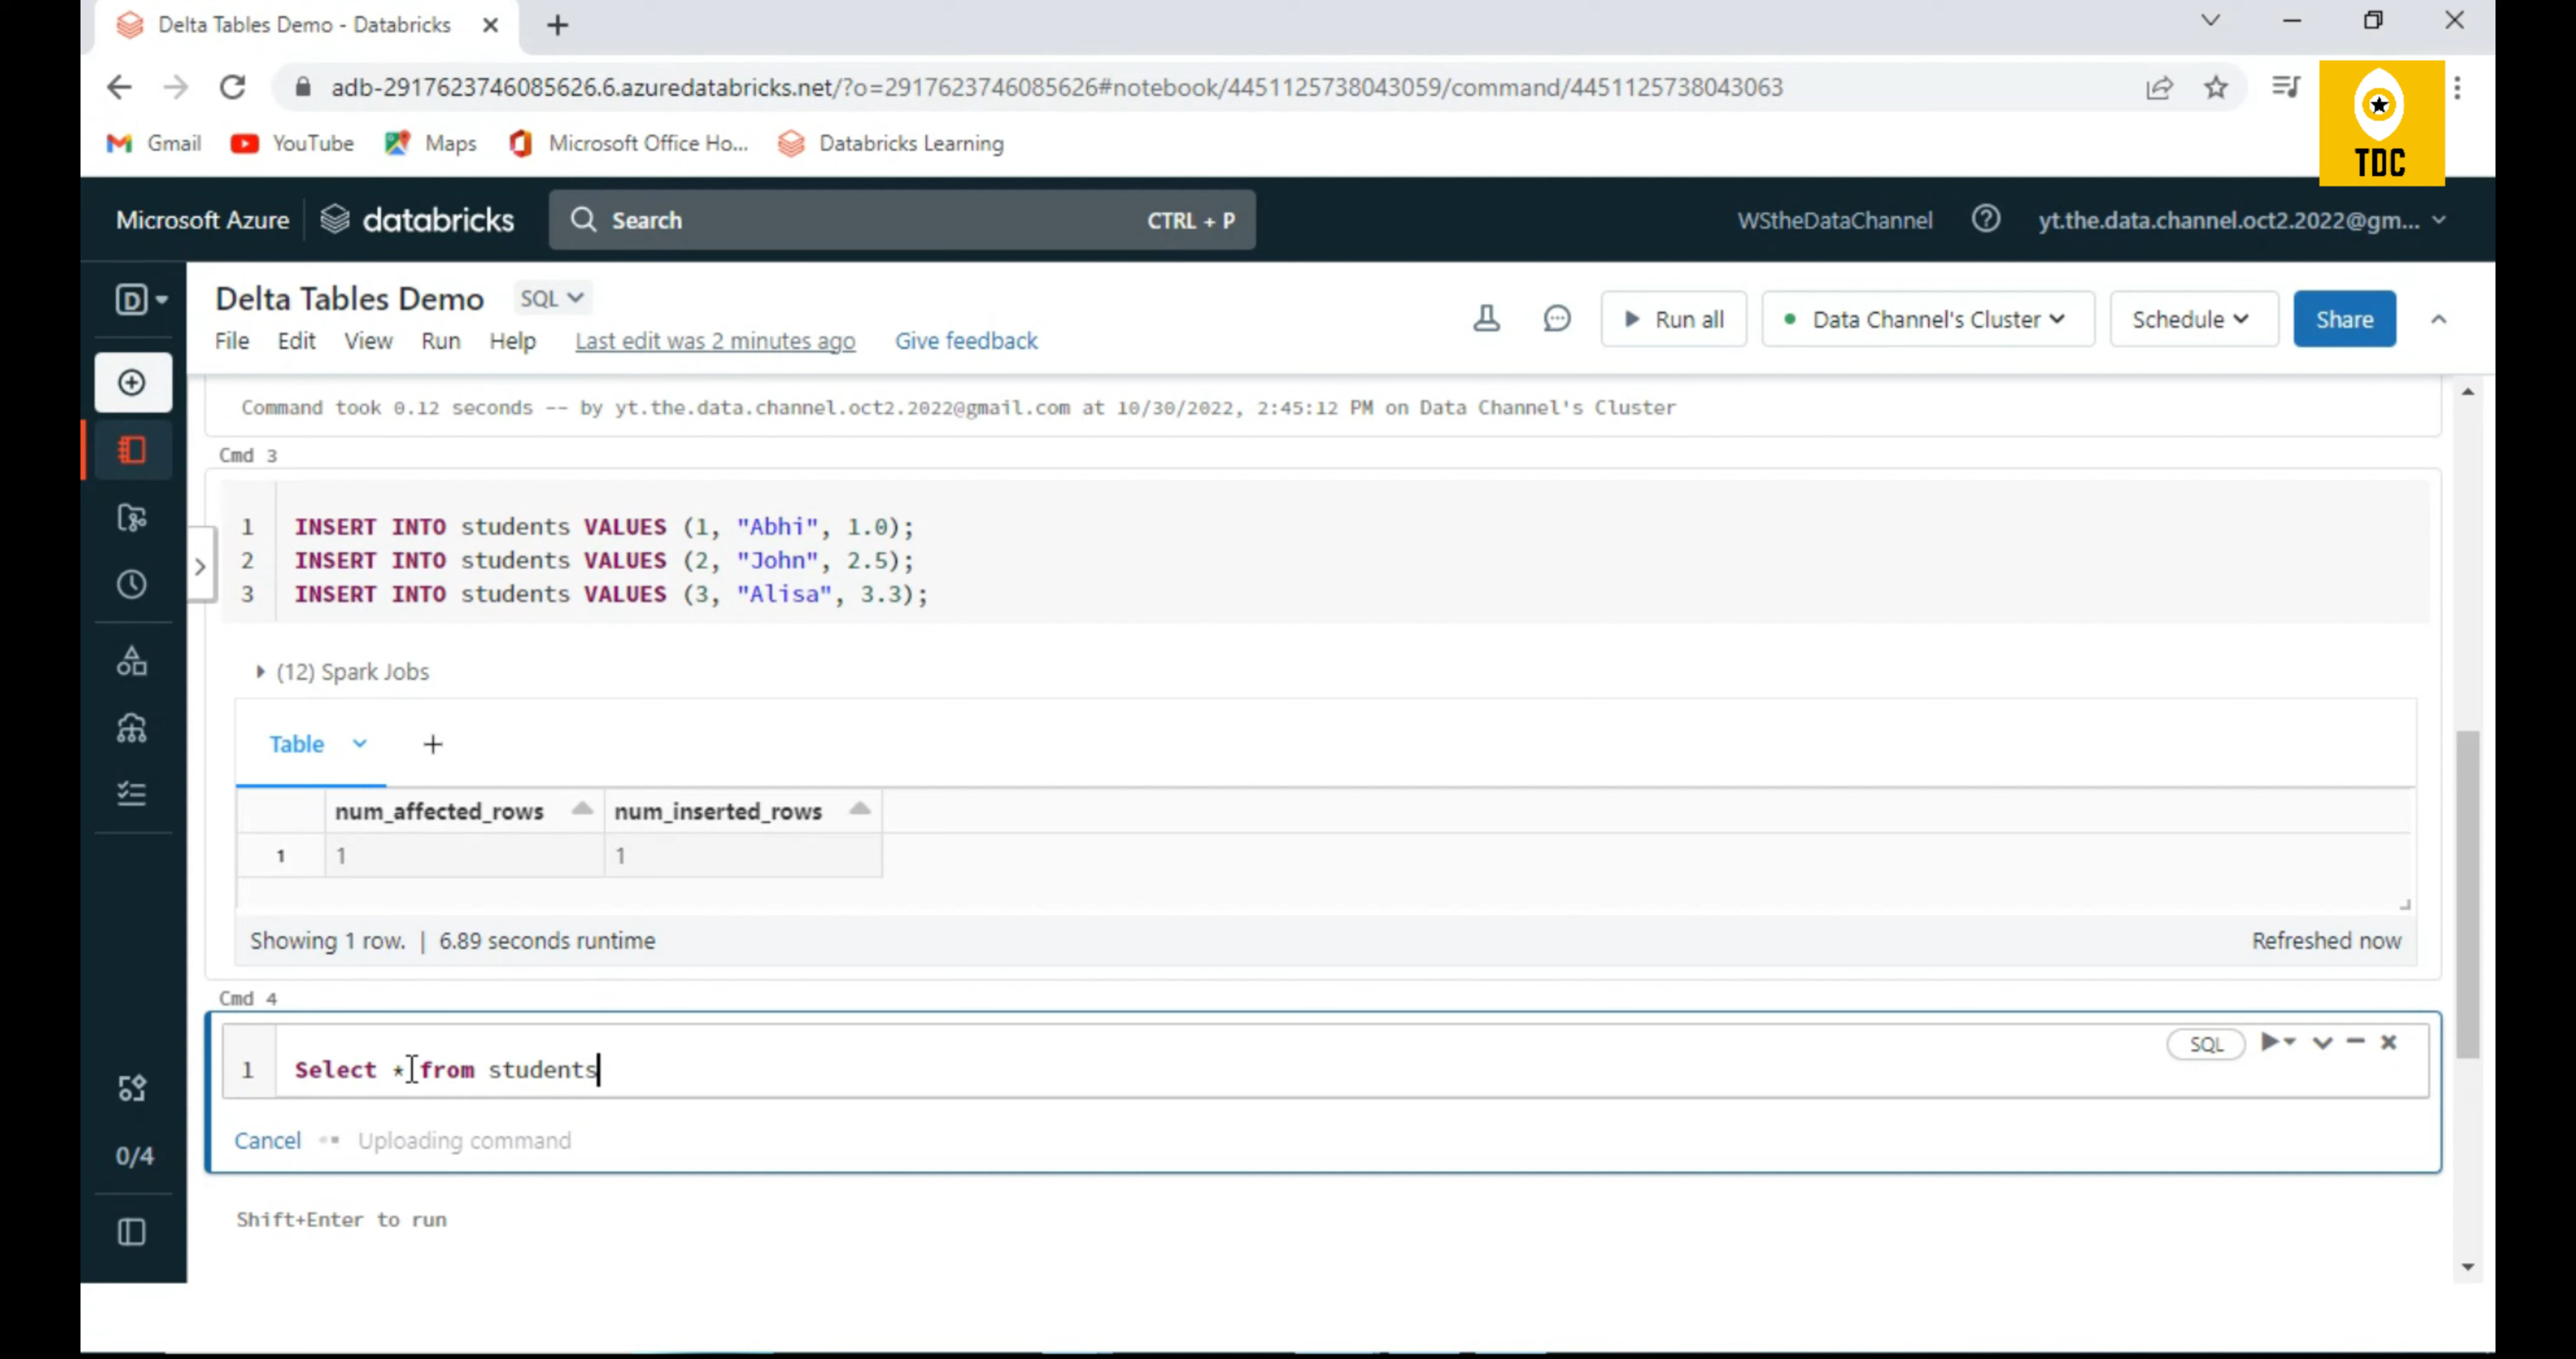 Delta Tables Demo - Databricks
adb-2917623746085626.6.azuredatabricks.net/?o=2917623746085626#notebook/4451125738043059/command/4451125738043063
Gmail YouTube Maps Microsoft Office Ho... Databricks Learning
TDC
Microsoft Azure databricks Search CTRL + P WStheDataChannel yt.the.data.channel.oct2.2022@gm...
Delta Tables Demo SQL
Run all Data Channel's Cluster Schedule Share
File Edit View Run Help Last edit was 2 minutes ago Give feedback
Command took 0.12 seconds -- by yt.the.data.channel.oct2.2022@gmail.com at 10/30/2022, 2:45:12 PM on Data Channel's Cluster
Cmd 3
1 INSERT INTO students VALUES (1, "Abhi", 1.0);
2 INSERT INTO students VALUES (2, "John", 2.5);
3 INSERT INTO students VALUES (3, "Alisa", 3.3);
(12) Spark Jobs
Table +
num_affected_rows num_inserted_rows
1 1 1
Showing 1 row. | 6.89 seconds runtime Refreshed now
Cmd 4
SQL
1 Select * from students
Cancel Uploading command
0/4
Shift+Enter to run